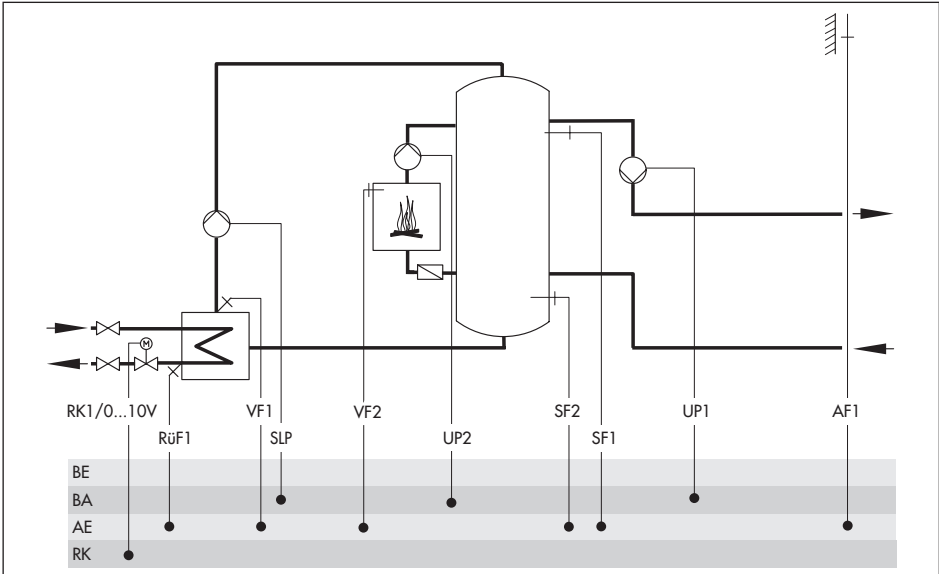 M
RK1/0...10V
VF1
VF2
SF2
UP1
AF1
RüF1
SLP
UP2
SF1
BE
BA
AE
RK